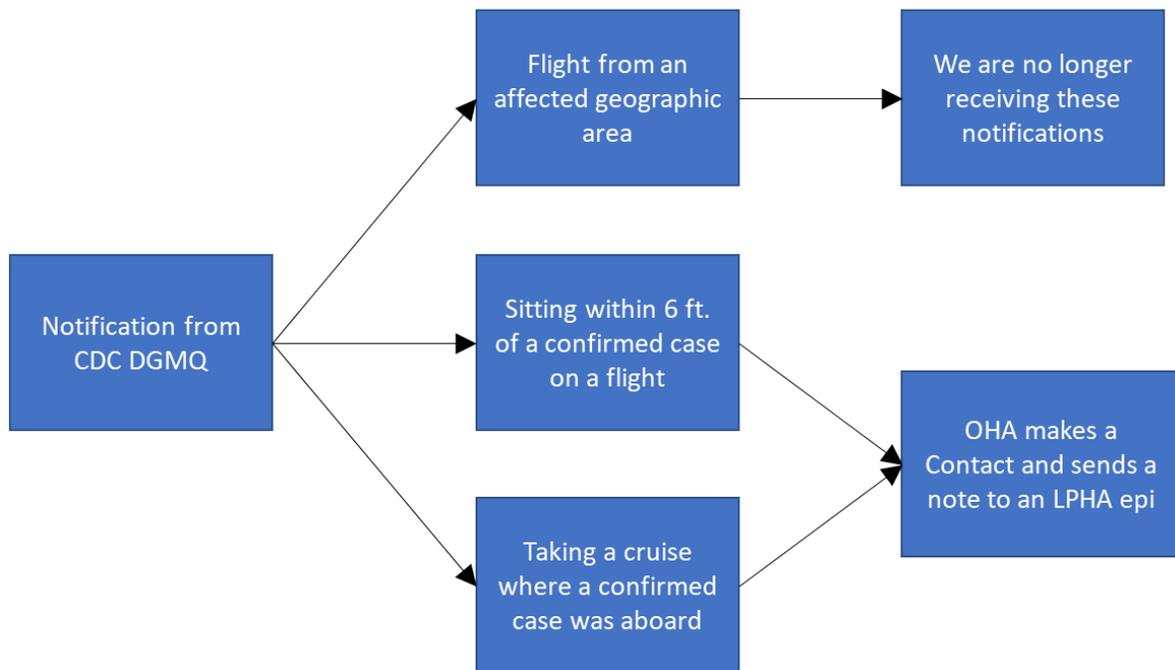 Flight from an
affected geographic
area
We are no longer
receiving these
notifications
Notification from
CDC DGMQ
Sitting within 6 ft.
of a confirmed case
on a flight
OHA makes a
Contact and sends a
note to an LPHA epi
Taking a cruise
where a confirmed
case was aboard